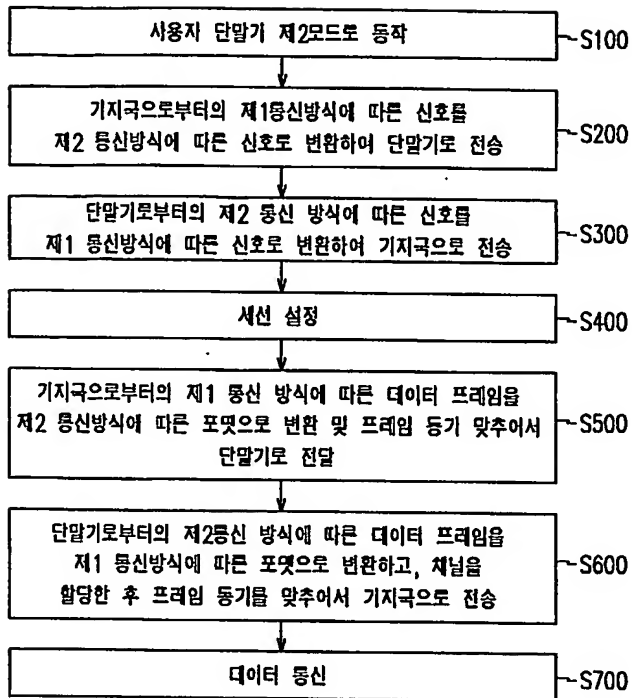 사용자 단말기 제2모드로 동작
S100
기지국으로부터의 제1통신방식에 따른 신호를
제2 통신방식에 따른 신호로 변환하여 단말기로 전송
S200
단말기로부터의 제2 통신 방식에 따른 신호를
제1 통신방식에 따른 신호로 변환하여 기지국으로 전송
S300
세션 설정
S400
기지국으로부터의 제1 통신 방식에 따른 데이터 프레임을
제2 통신방식에 따른 포맷으로 변환 및 프레임 동기 맞추어서
단말기로 전달
S500
단말기로부터의 제2통신 방식에 따른 데이터 프레임을
제1 통신방식에 따른 포맷으로 변환하고, 채널을
할당한 후 프레임 동기를 맞추어서 기지국으로 전송
S600
데이터 통신
S700